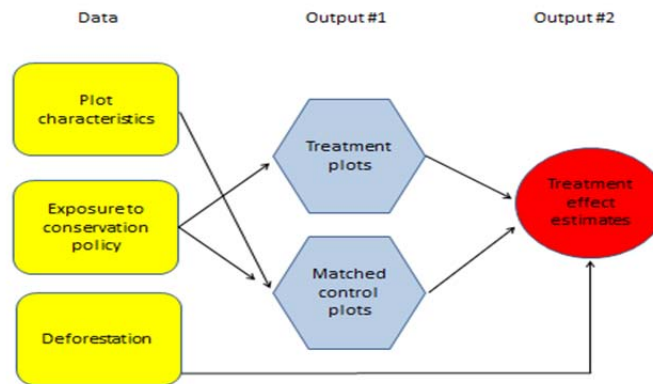 Data
Output #1
Output #2
Plot
characteristics
Treatment
plots
Treatment
effect
estimates
Exposure to
conservation
policy
Matched
control
plots
Deforestation